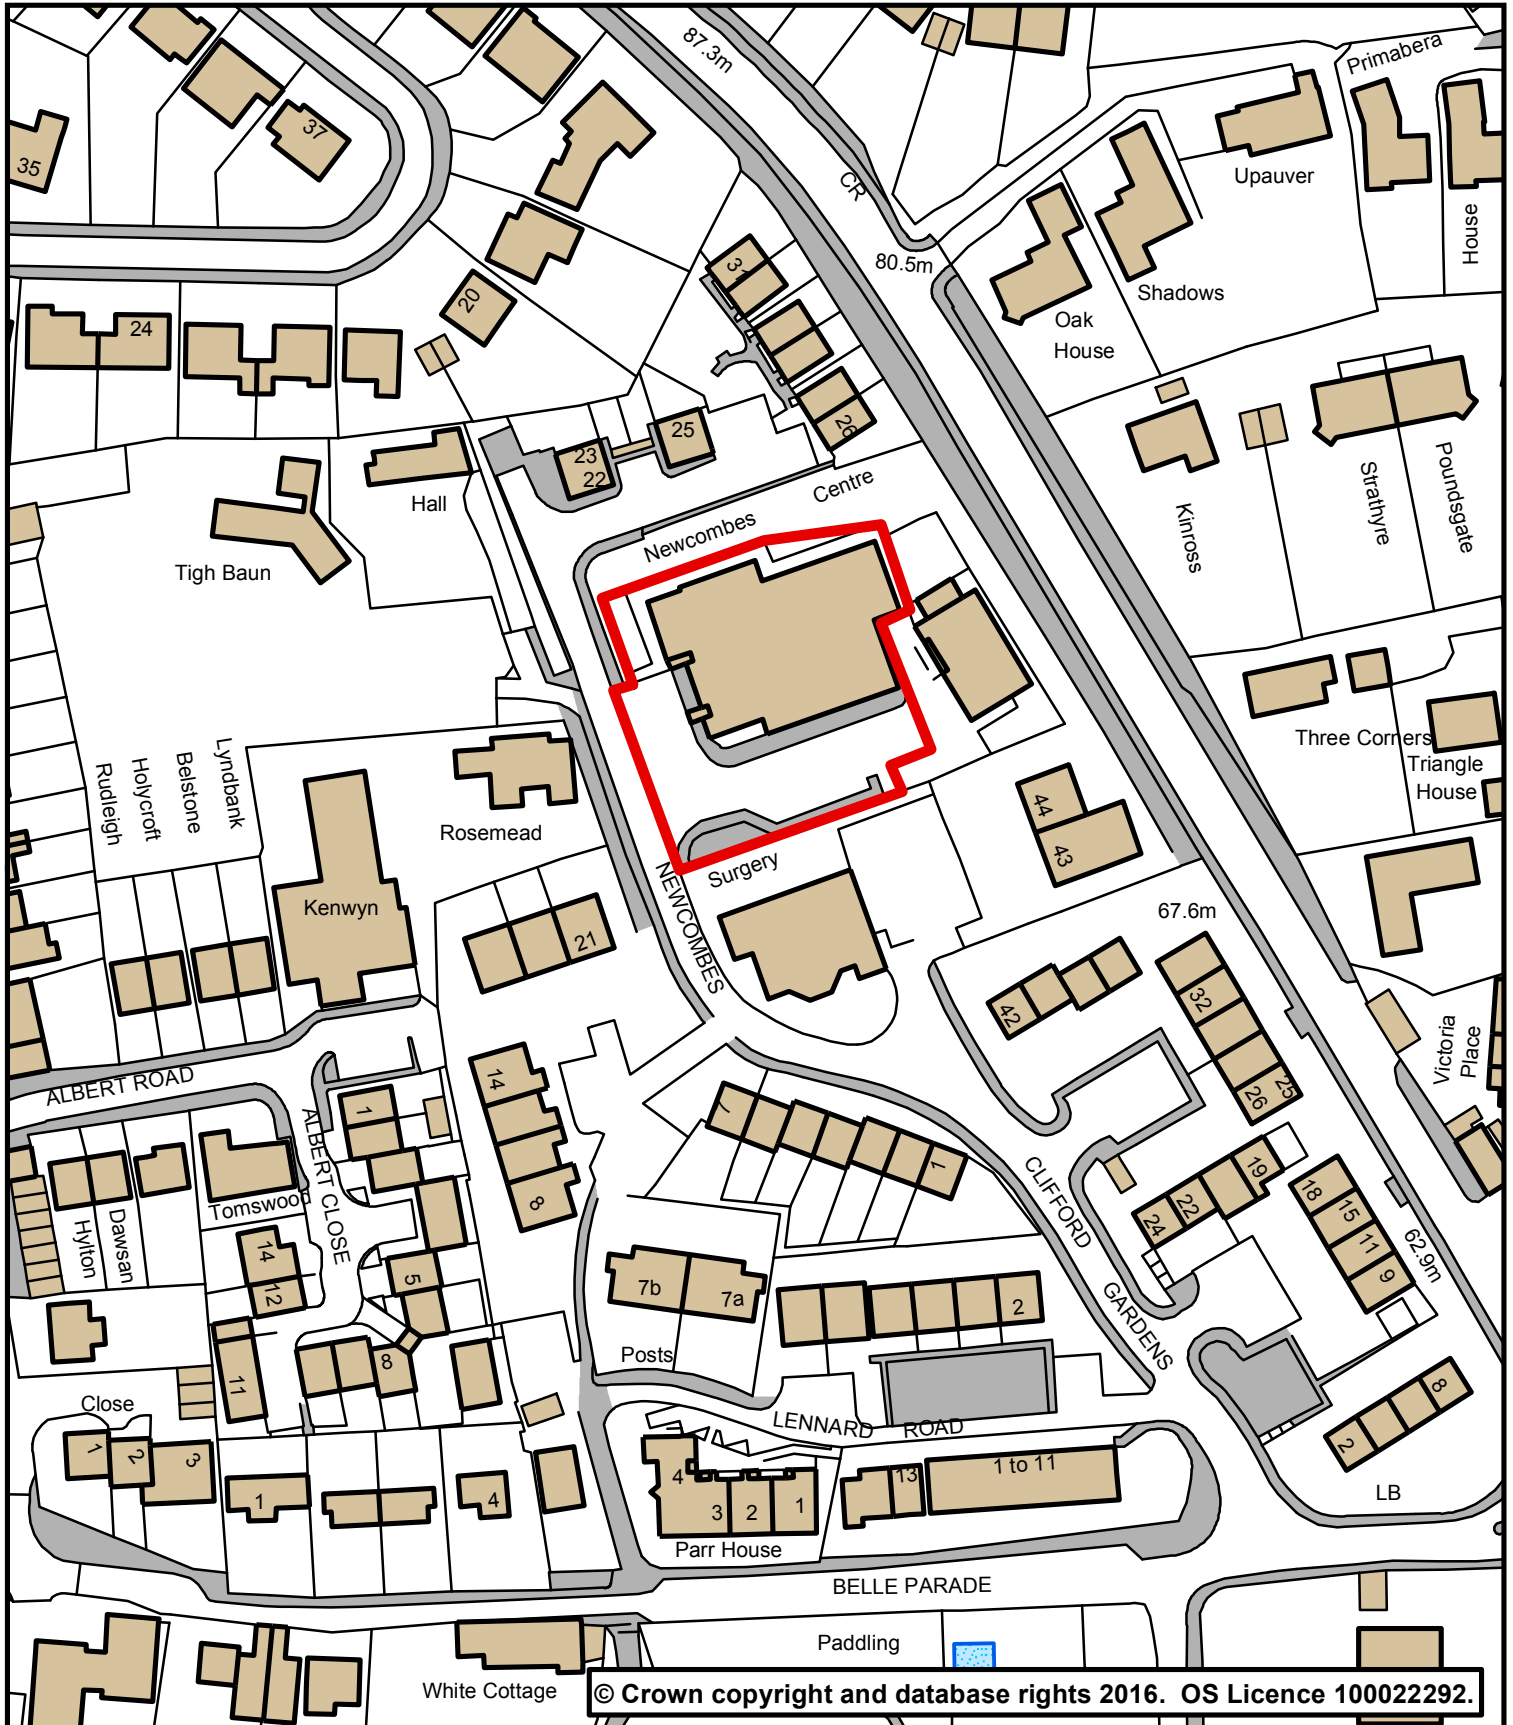 87.3m
Primabera
37
35
CR
Upauver
House
31
80.5m
Shadows
20
Oak
House
24
26
25
23
22
Centre
Hall
Newcombes
Kinross
Strathyre
Poundsgate
Tigh Baun
Three Corners
Triangle
House
Lyndbank
Belstone
Holycroft
Rudleigh
Rosemead
44
43
Surgery
NEWCOMBES
Kenwyn
67.6m
21
42
32
Victoria
Place
ALBERT ROAD
14
1
ALBERT CLOSE
7
1
26
25
8
CLIFFORD
GARDENS
19
22
24
18
15
11
9
62.9m
Tomswood
Hylton
Dawsan
14
12
5
7b
7a
2
11
8
Posts
Close
LENNARD ROAD
8
2
1
2
3
1
4
4
3
2
1
13
1 to 11
LB
Parr House
BELLE PARADE
Paddling
White Cottage
© Crown copyright and database rights 2016. OS Licence 100022292.